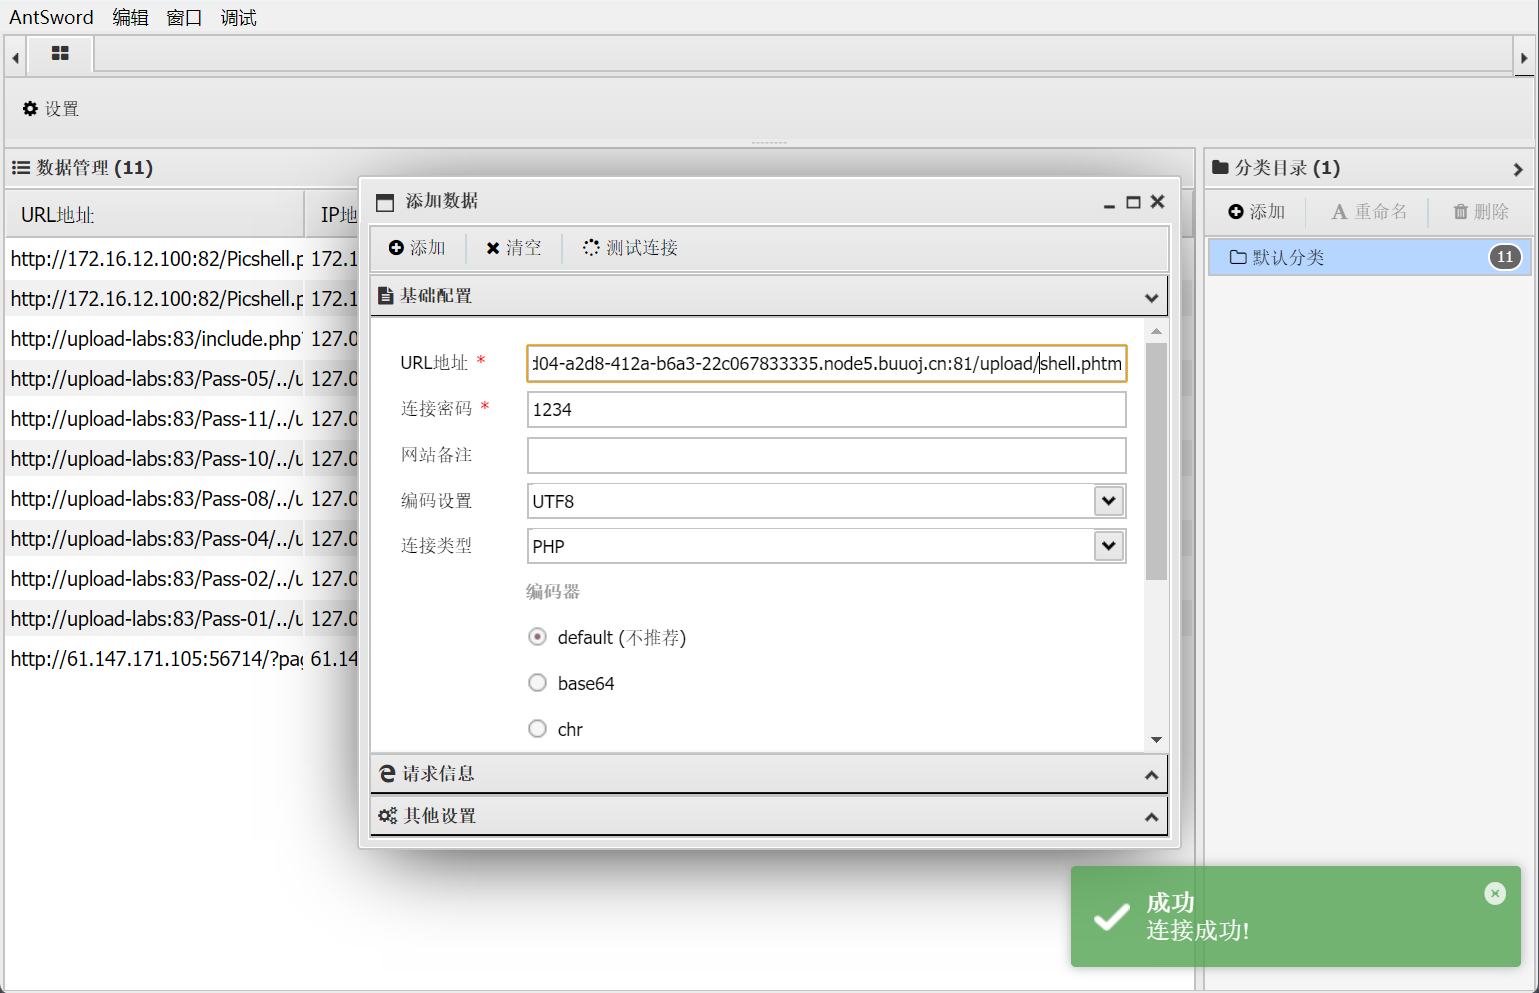 AntSword 编辑 窗口 调试
设置
数据管理 (11)
URL地址 IP地
http://172.16.12.100:82/Picshell.p 172.1
http://172.16.12.100:82/Picshell.p 172.1
http://upload-labs:83/include.php? 127.0
http://upload-labs:83/Pass-05/../u 127.0
http://upload-labs:83/Pass-11/../u 127.0
http://upload-labs:83/Pass-10/../u 127.0
http://upload-labs:83/Pass-08/../u 127.0
http://upload-labs:83/Pass-04/../u 127.0
http://upload-labs:83/Pass-02/../u 127.0
http://upload-labs:83/Pass-01/../u 127.0
http://61.147.171.105:56714/?pag 61.14
添加数据
添加 清空 测试连接
基础配置
URL地址 * d04-a2d8-412a-b6a3-22c067833335.node5.buuoj.cn:81/upload/shell.phtm
连接密码 * 1234
网站备注
编码设置 UTF8
连接类型 PHP
编码器
default (不推荐)
base64
chr
请求信息
其他设置
分类目录 (1)
添加 重命名 删除
默认分类 11
成功
连接成功!